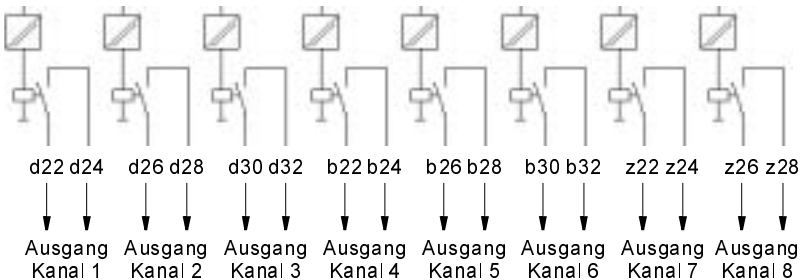 d22 d24 d26 d28 d30 d32 b22 b24 b26 b28 b30 b32 z22 z24 z26 z28
Ausgang Ausgang Ausgang Ausgang Ausgang Ausgang Ausgang Ausgang
Kanal 1 Kanal 2 Kanal 3 Kanal 4 Kanal 5 Kanal 6 Kanal 7 Kanal 8